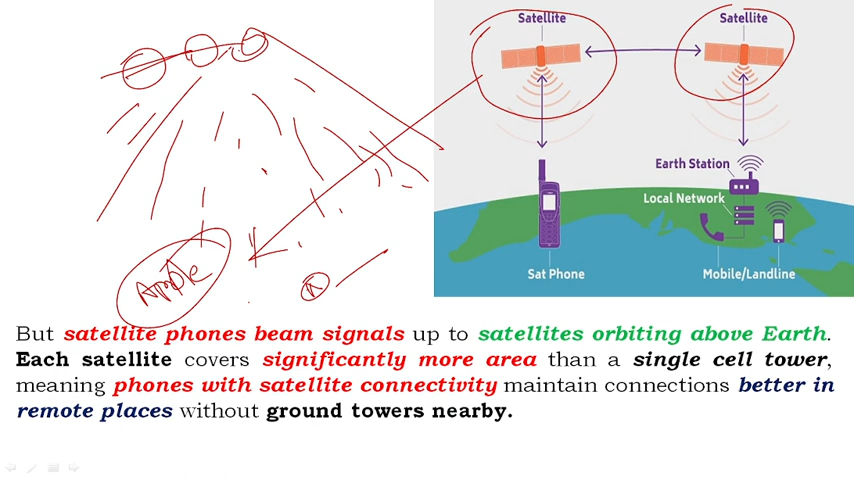 Satellite
Satellite
Earth Station
Local Network
Sat Phone
Mobile/Landline
Apple
A
But satellite phones beam signals up to satellites orbiting above Earth.
Each satellite covers significantly more area than a single cell tower,
meaning phones with satellite connectivity maintain connections better in
remote places without ground towers nearby.